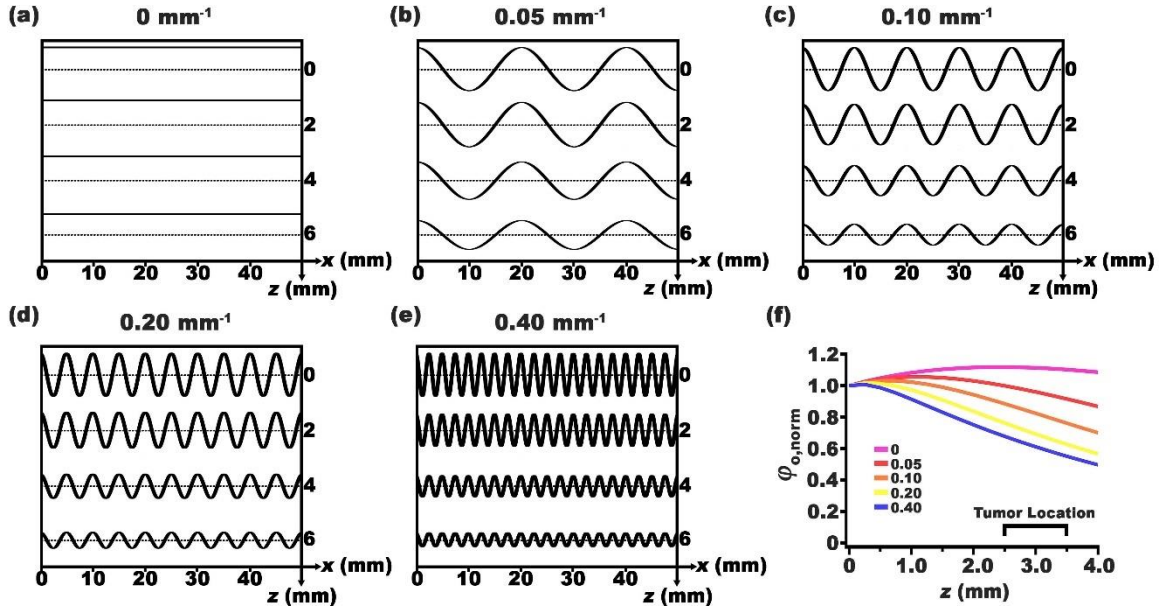 (a) 0 mm⁻¹
0
2
4
6
0 10 20 30 40 x (mm)
z (mm)
(b) 0.05 mm⁻¹
0
2
4
6
0 10 20 30 40 x (mm)
z (mm)
(c) 0.10 mm⁻¹
0
2
4
6
0 10 20 30 40 x (mm)
z (mm)
(d) 0.20 mm⁻¹
0
2
4
6
0 10 20 30 40 x (mm)
z (mm)
(e) 0.40 mm⁻¹
0
2
4
6
0 10 20 30 40 x (mm)
z (mm)
(f)
φo,norm
1.2
1.0
0.8
0.6
0.4
0.2
0
0
0.05
0.10
0.20
0.40
Tumor Location
0 1.0 2.0 3.0 4.0
z (mm)